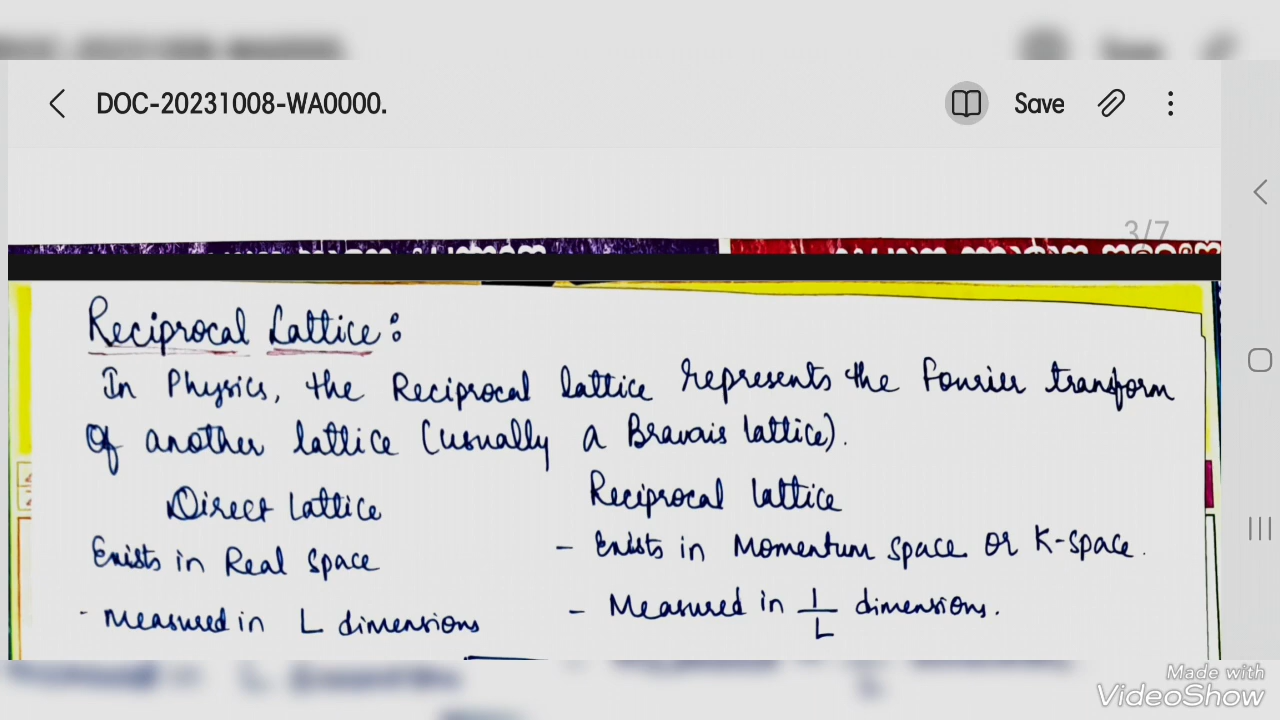 DOC-20231008-WA0000.
Save
3/7
Reciprocal Lattice:
In Physics, the Reciprocal lattice represents the Fourier transform
Of another lattice (usually a Bravais lattice).
Direct Lattice
Reciprocal lattice
Exists in Real space
- Exists in Momentum space or K-space.
- Measured in L dimensions
- Measured in 1/L dimensions.
Made with
VideoShow